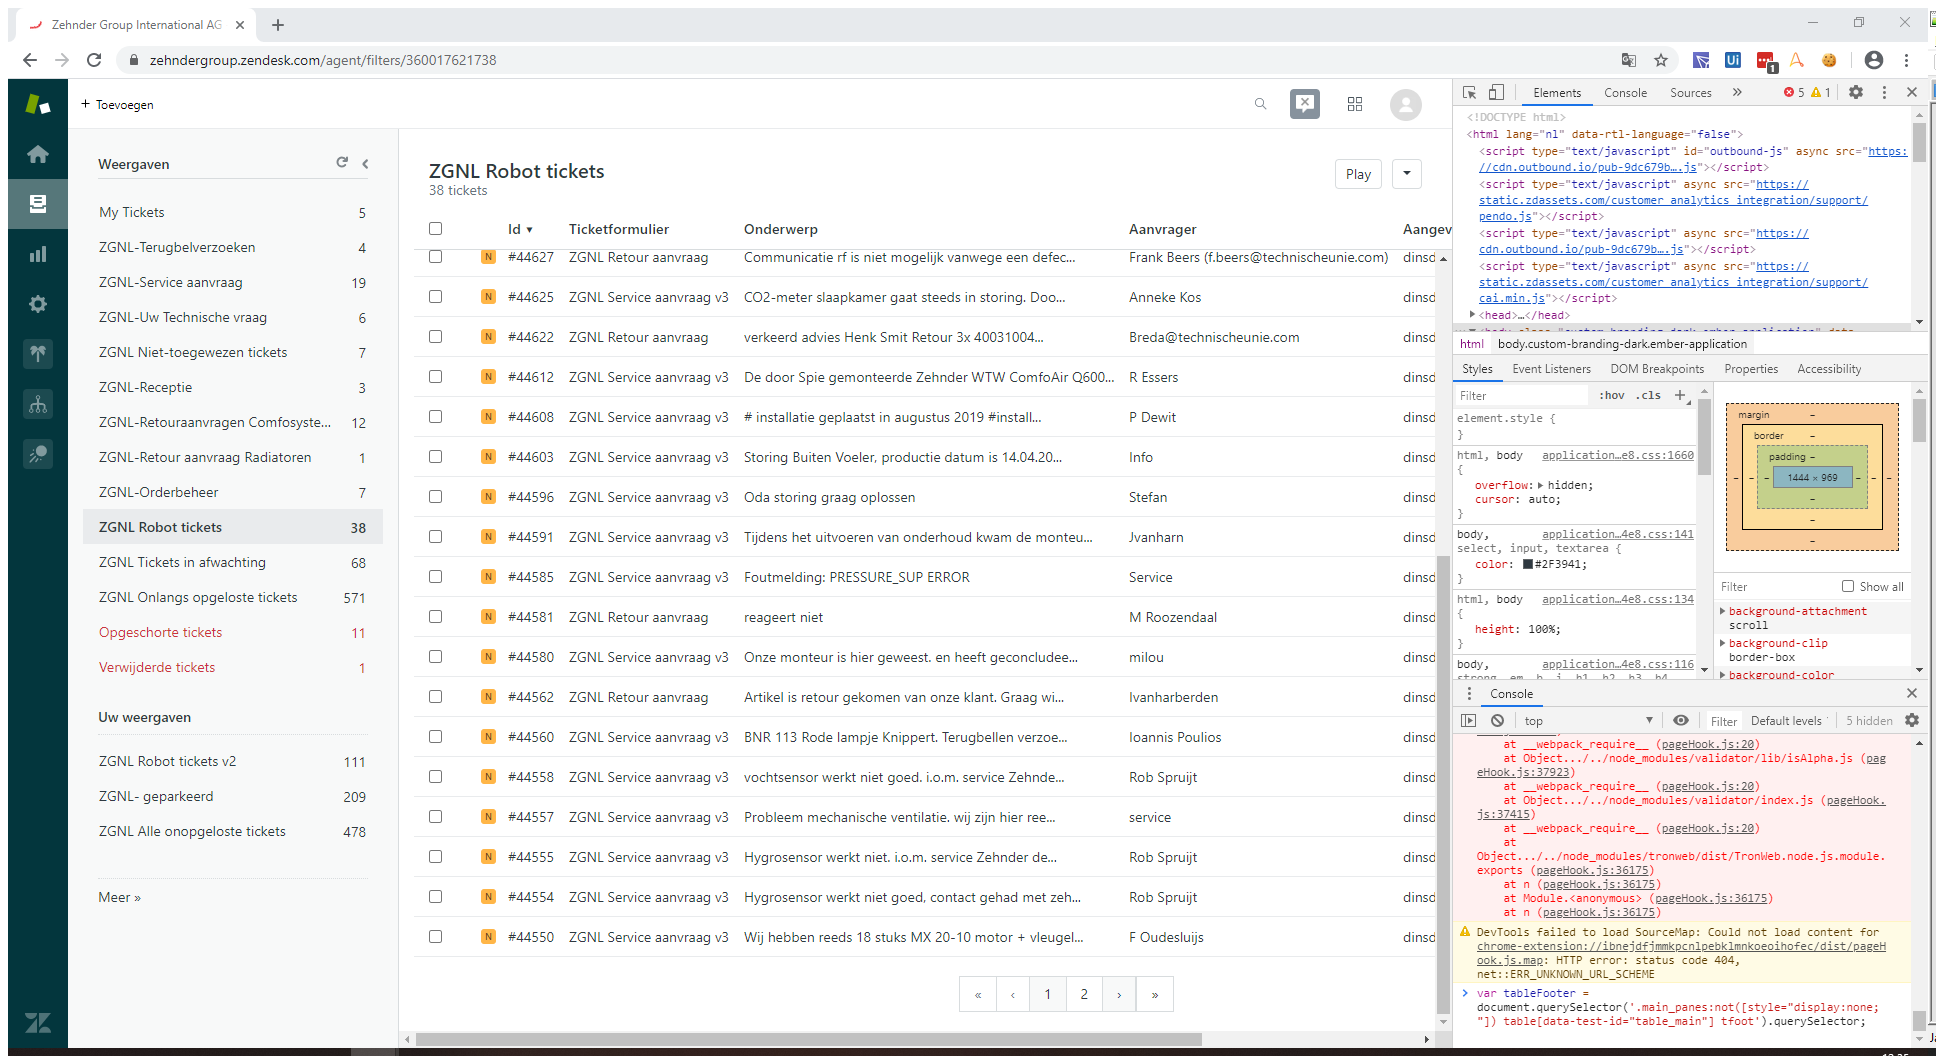 Zehnder Group International AG
zehndergroup.zendesk.com/agent/filters/360017621738
Ui
1
+ Toevoegen
Weergaven
My Tickets 5
ZGNL-Terugbelverzoeken 4
ZGNL-Service aanvraag 19
ZGNL-Uw Technische vraag 6
ZGNL Niet-toegewezen tickets 7
ZGNL-Receptie 3
ZGNL-Retouraanvragen Comfosyste... 12
ZGNL-Retour aanvraag Radiatoren 1
ZGNL-Orderbeheer 7
ZGNL Robot tickets 38
ZGNL Tickets in afwachting 68
ZGNL Onlangs opgeloste tickets 571
Opgeschorte tickets 11
Verwijderde tickets 1
Uw weergaven
ZGNL Robot tickets v2 111
ZGNL- geparkeerd 209
ZGNL Alle onopgeloste tickets 478
Meer »
ZGNL Robot tickets
38 tickets
Play
Id Ticketformulier Onderwerp Aanvrager Aangev
N #44627 ZGNL Retour aanvraag Communicatie rf is niet mogelijk vanwege een defec... Frank Beers (f.beers@technischeunie.com) dinsd
N #44625 ZGNL Service aanvraag v3 CO2-meter slaapkamer gaat steeds in storing. Doo... Anneke Kos dinsd
N #44622 ZGNL Retour aanvraag verkeerd advies Henk Smit Retour 3x 40031004... Breda@technischeunie.com dinsd
N #44612 ZGNL Service aanvraag v3 De door Spie gemonteerde Zehnder WTW ComfoAir Q600... R Essers dinsd
N #44608 ZGNL Service aanvraag v3 # installatie geplaatst in augustus 2019 #install... P Dewit dinsd
N #44603 ZGNL Service aanvraag v3 Storing Buiten Voeler, productie datum is 14.04.20... Info dinsd
N #44596 ZGNL Service aanvraag v3 Oda storing graag oplossen Stefan dinsd
N #44591 ZGNL Service aanvraag v3 Tijdens het uitvoeren van onderhoud kwam de monteu... Jvanharn dinsd
N #44585 ZGNL Service aanvraag v3 Foutmelding: PRESSURE_SUP ERROR Service dinsd
N #44581 ZGNL Retour aanvraag reageert niet M Roozendaal dinsd
N #44580 ZGNL Service aanvraag v3 Onze monteur is hier geweest. en heeft geconcludee... milou dinsd
N #44562 ZGNL Retour aanvraag Artikel is retour gekomen van onze klant. Graag wi... Ivanharberden dinsd
N #44560 ZGNL Service aanvraag v3 BNR 113 Rode lampje Knippert. Terugbellen verzoe... Ioannis Poulios dinsd
N #44558 ZGNL Service aanvraag v3 vochtsensor werkt niet goed. i.o.m. service Zehnde... Rob Spruijt dinsd
N #44557 ZGNL Service aanvraag v3 Probleem mechanische ventilatie. wij zijn hier ree... service dinsd
N #44555 ZGNL Service aanvraag v3 Hygrosensor werkt niet. i.o.m. service Zehnder de... Rob Spruijt dinsd
N #44554 ZGNL Service aanvraag v3 Hygrosensor werkt niet goed, contact gehad met zeh... Rob Spruijt dinsd
N #44550 ZGNL Service aanvraag v3 Wij hebben reeds 18 stuks MX 20-10 motor + vleugel... F Oudesluijs dinsd
« ‹ 1 2 › »
Elements Console Sources » 5 1
<!DOCTYPE html>
<html lang="nl" data-rtl-language="false">
<script type="text/javascript" id="outbound-js" async src="https:
//cdn.outbound.io/pub-9dc679b….js"></script>
<script type="text/javascript" async src="https://
static.zdassets.com/customer_analytics_integration/support/
pendo.js"></script>
<script type="text/javascript" async src="https://
cdn.outbound.io/pub-9dc679b….js"></script>
<script type="text/javascript" async src="https://
static.zdassets.com/customer_analytics_integration/support/
cai.min.js"></script>
<head>…</head>
<body class="custom-branding-dark ember-application" data-
html body.custom-branding-dark.ember-application
Styles Event Listeners DOM Breakpoints Properties Accessibility
Filter :hov .cls +
element.style {
}
html, body application…e8.css:1660
{
overflow: hidden;
cursor: auto;
}
body, application…4e8.css:141
select, input, textarea {
color: #2F3941;
}
html, body application…4e8.css:134
{
height: 100%;
}
body, application…4e8.css:116
strong, em, b, i, h1, h2, h3, h4,
margin –
border –
padding –
– – – 1444 × 969 – – –
–
–
–
Filter Show all
background-attachment
scroll
background-clip
border-box
background-color
Console
top Filter Default levels 5 hidden
at __webpack_require__ (pageHook.js:20)
at Object.../../node_modules/validator/lib/isAlpha.js (pag
eHook.js:37923)
at __webpack_require__ (pageHook.js:20)
at Object.../../node_modules/validator/index.js (pageHook.
js:37415)
at __webpack_require__ (pageHook.js:20)
at
Object.../../node_modules/tronweb/dist/TronWeb.node.js.module.
exports (pageHook.js:36175)
at n (pageHook.js:36175)
at Module.<anonymous> (pageHook.js:36175)
at n (pageHook.js:36175)
DevTools failed to load SourceMap: Could not load content for
chrome-extension://ibnejdfjmmkpcnlpebklmnkoeoihofec/dist/pageH
ook.js.map: HTTP error: status code 404,
net::ERR_UNKNOWN_URL_SCHEME
var tableFooter =
document.querySelector('.main_panes:not([style="display:none;
"]) table[data-test-id="table_main"] tfoot').querySelector;